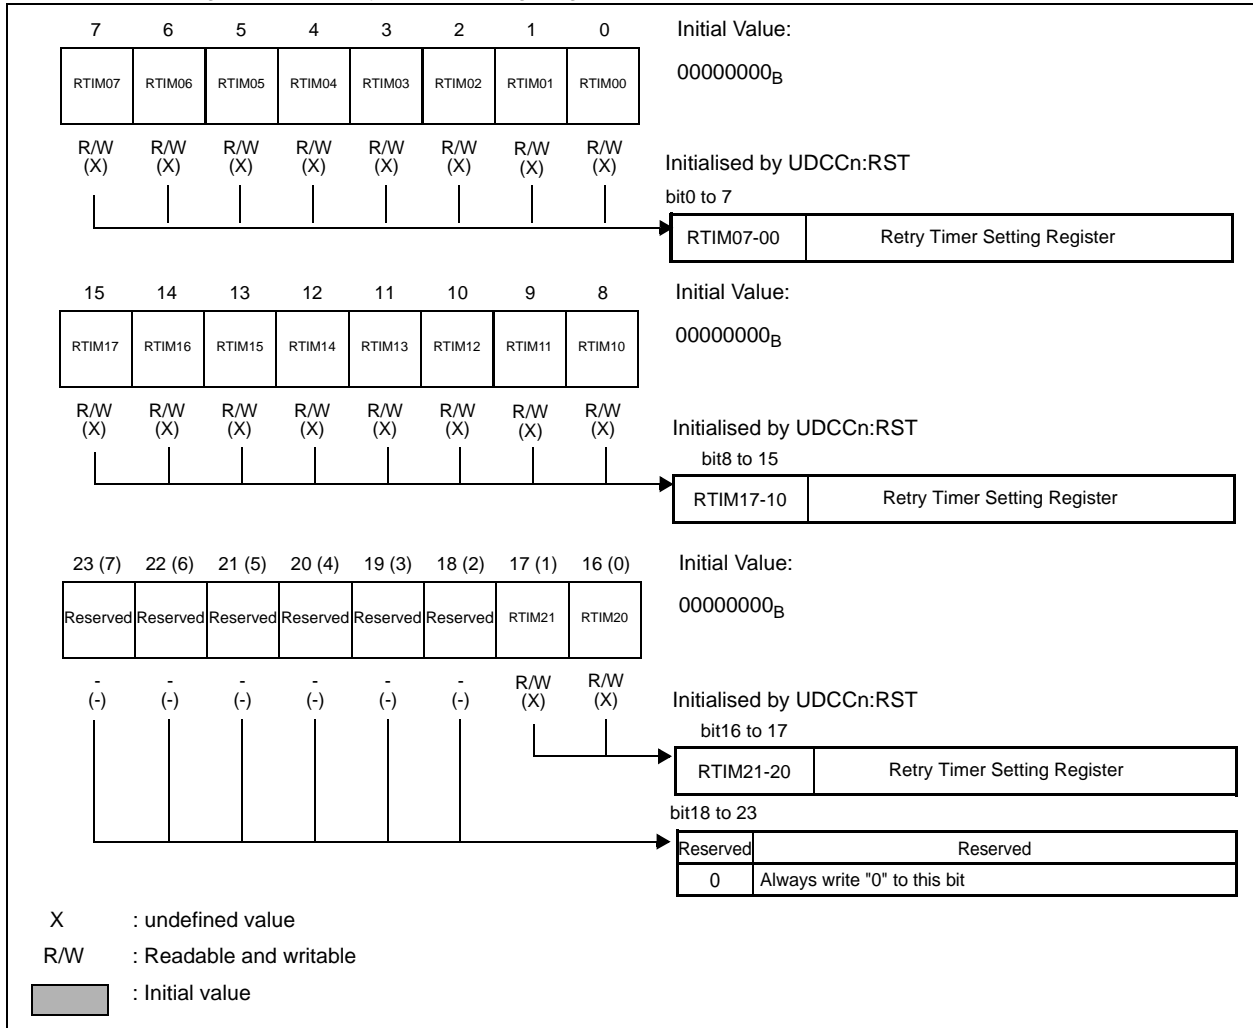 7 6 5 4 3 2 1 0 Initial Value:
RTIM07 RTIM06 RTIM05 RTIM04 RTIM03 RTIM02 RTIM01 RTIM00 00000000B
R/W R/W R/W R/W R/W R/W R/W R/W
(X) (X) (X) (X) (X) (X) (X) (X) Initialised by UDCCn:RST
bit0 to 7
RTIM07-00 Retry Timer Setting Register
15 14 13 12 11 10 9 8 Initial Value:
RTIM17 RTIM16 RTIM15 RTIM14 RTIM13 RTIM12 RTIM11 RTIM10 00000000B
R/W R/W R/W R/W R/W R/W R/W R/W
(X) (X) (X) (X) (X) (X) (X) (X) Initialised by UDCCn:RST
bit8 to 15
RTIM17-10 Retry Timer Setting Register
23 (7) 22 (6) 21 (5) 20 (4) 19 (3) 18 (2) 17 (1) 16 (0) Initial Value:
Reserved Reserved Reserved Reserved Reserved Reserved RTIM21 RTIM20 00000000B
- - - - - - R/W R/W
(-) (-) (-) (-) (-) (-) (X) (X) Initialised by UDCCn:RST
bit16 to 17
RTIM21-20 Retry Timer Setting Register
bit18 to 23
Reserved Reserved
0 Always write "0" to this bit
X : undefined value
R/W : Readable and writable
: Initial value